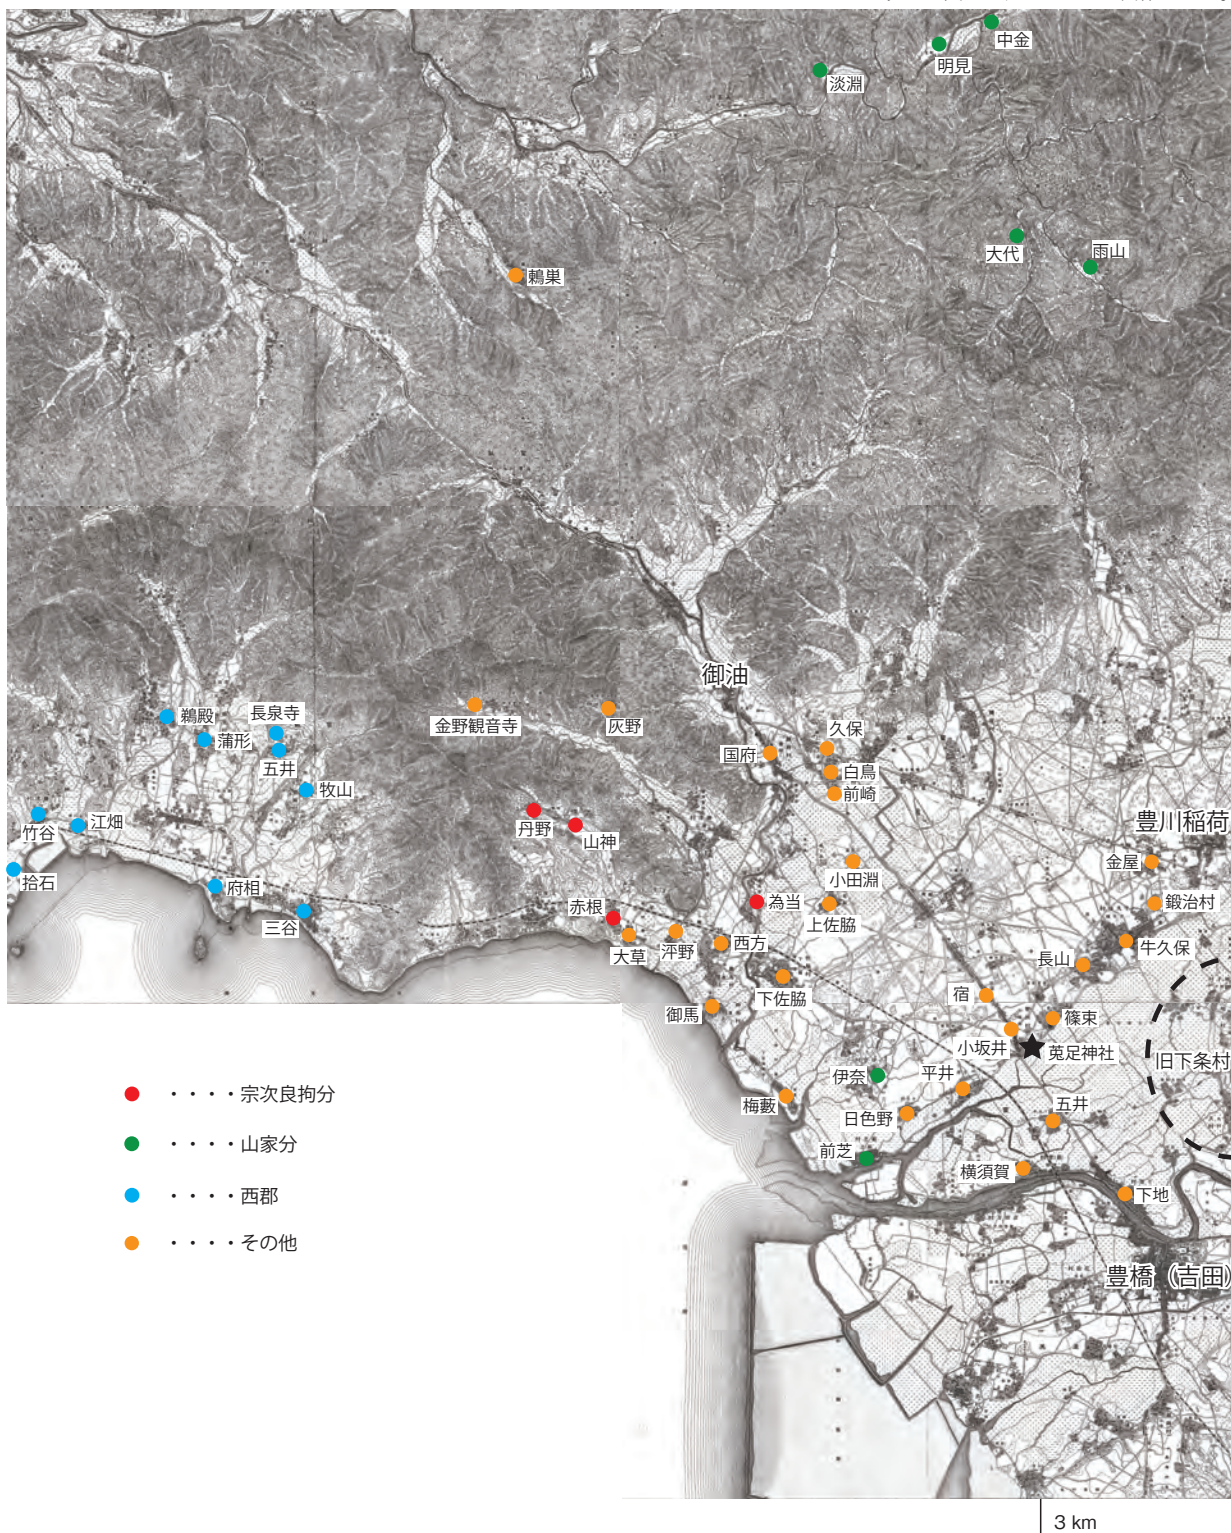 中金
明見
淡淵
大代
雨山
鶇巣
御油
金野観音寺
灰野
鵜殿
長泉寺
蒲形
五井
牧山
国府
久保
白鳥
前崎
丹野
山神
竹谷
江畑
豊川稲荷
金屋
小田淵
拾石
府相
三谷
赤根
為当
上佐脇
鍛治村
大草
泙野
西方
牛久保
長山
下佐脇
宿
御馬
篠束
小坂井
莵足神社
旧下条村
伊奈
平井
梅藪
日色野
五井
前芝
横須賀
下地
豊橋（吉田）
・・・・宗次良拘分
・・・・山家分
・・・・西郡
・・・・その他
3 km